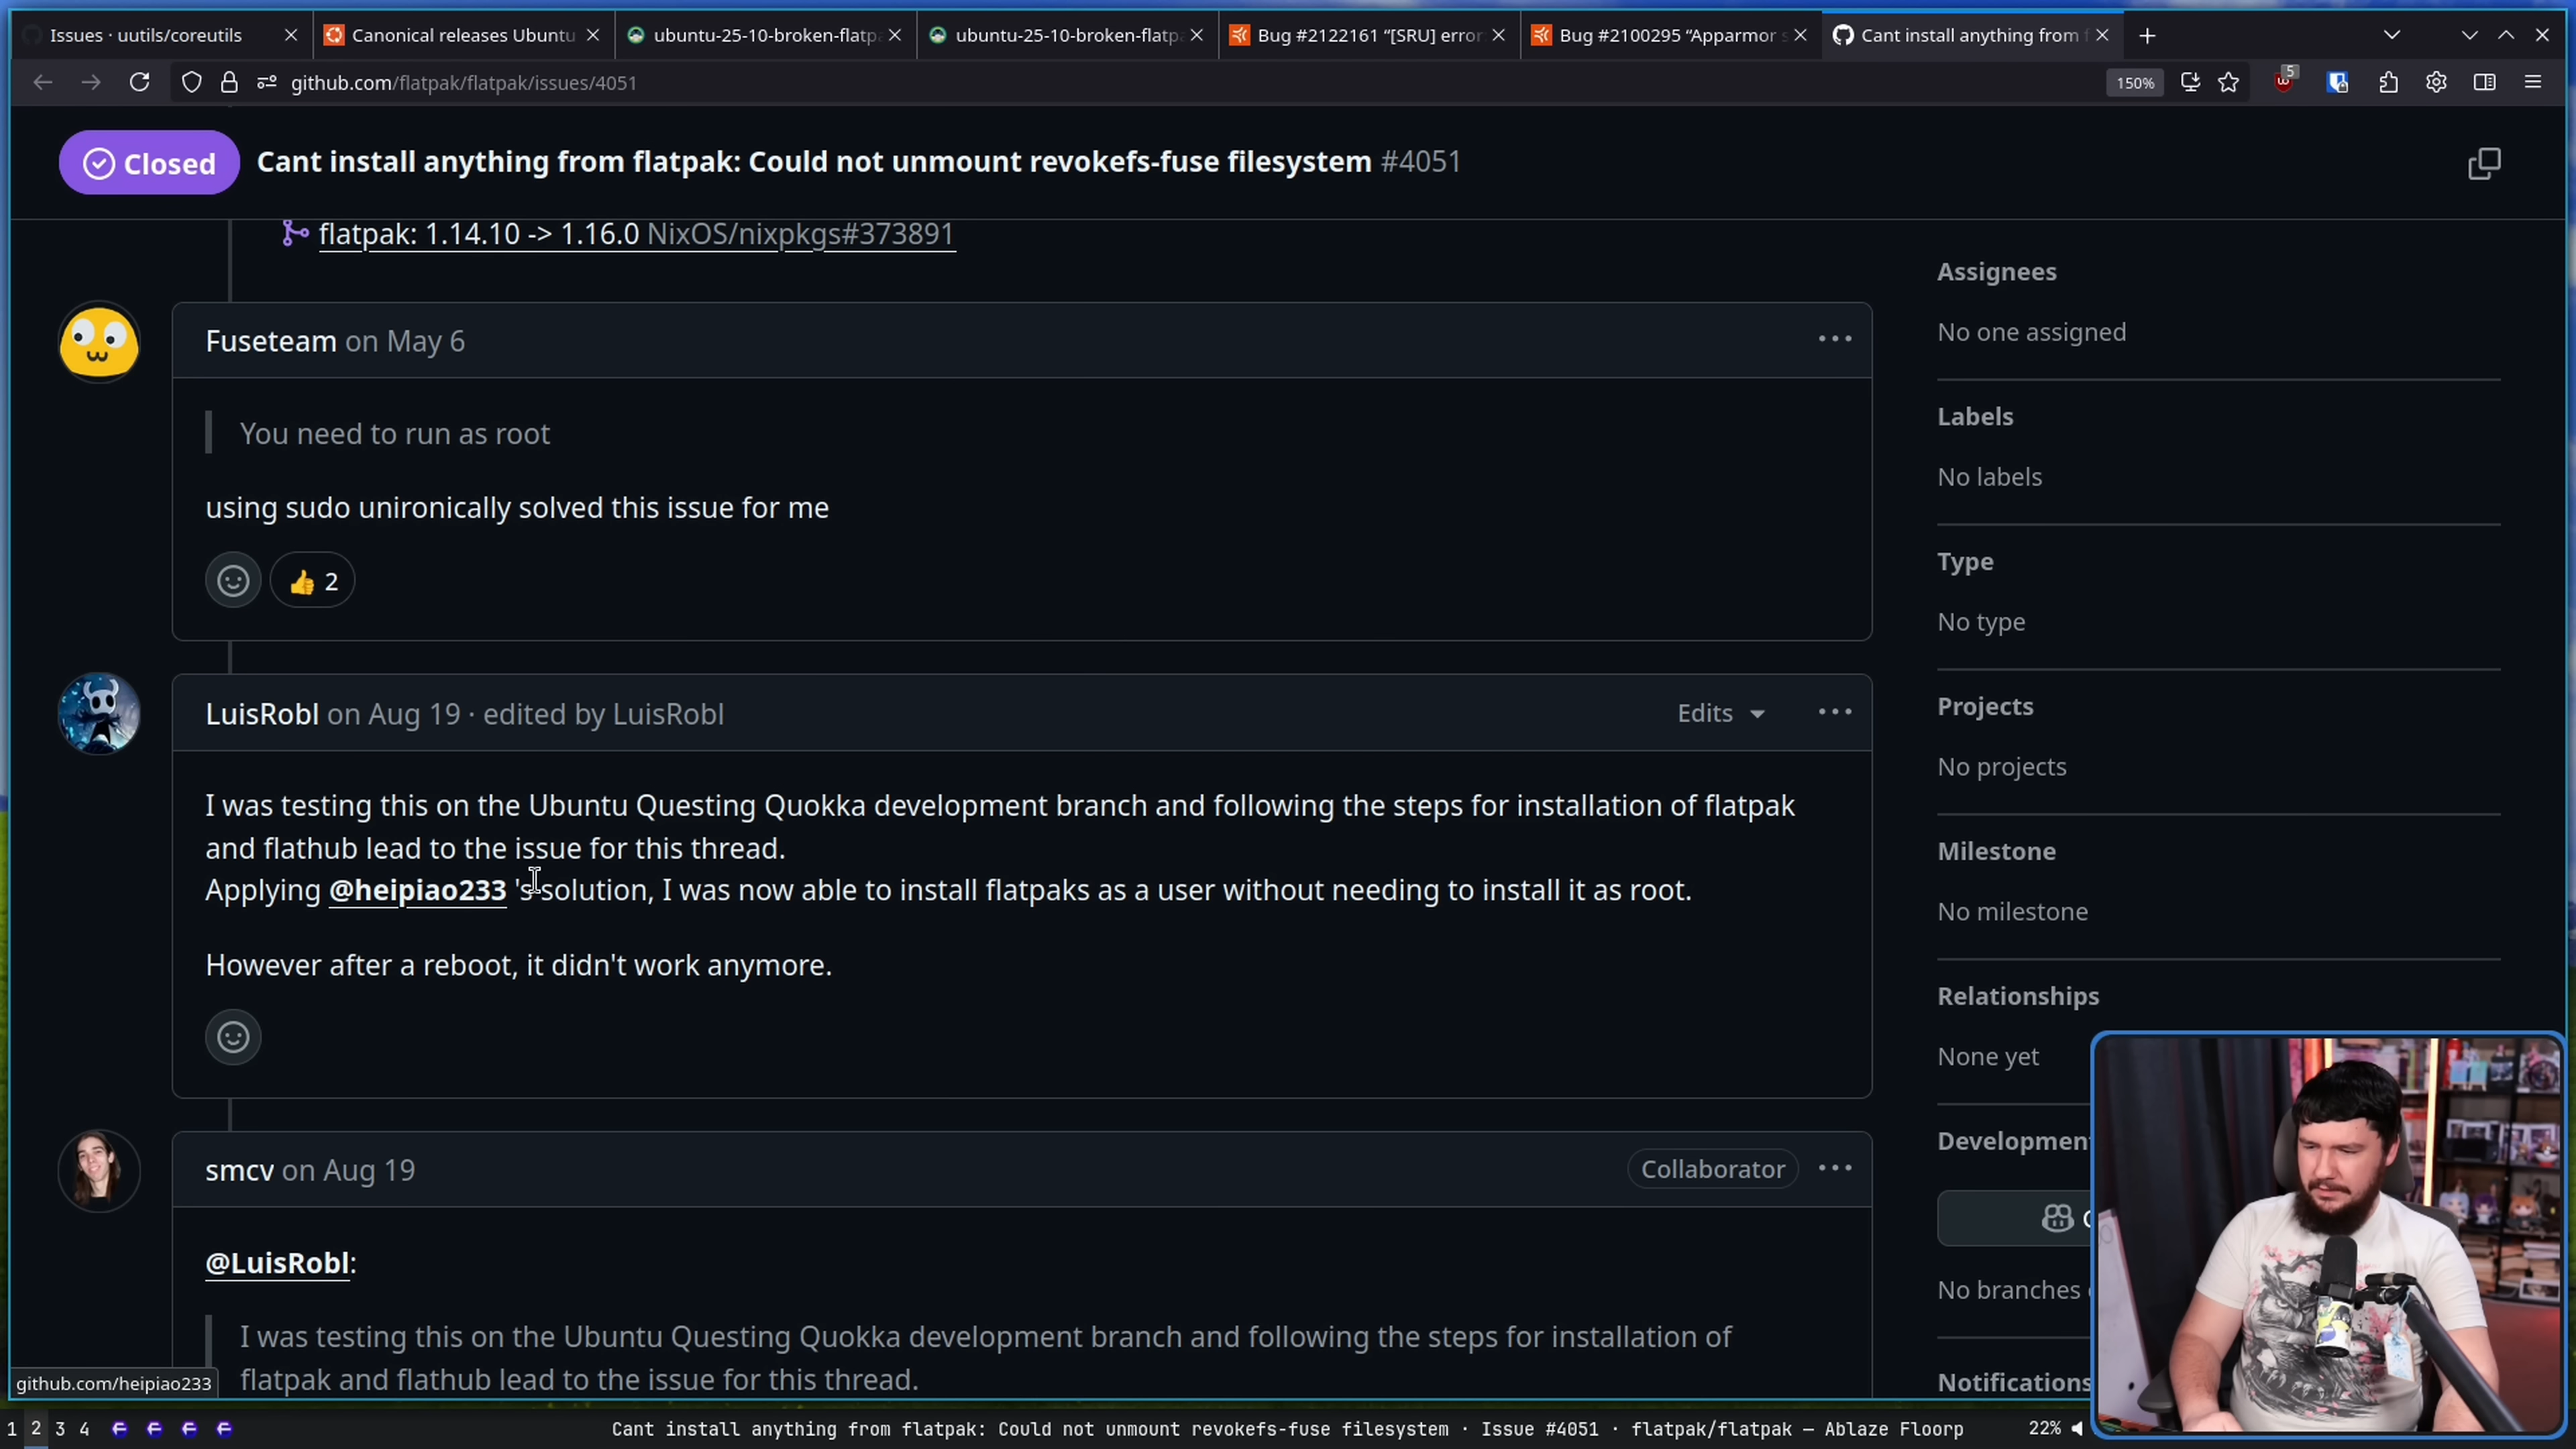 Issues · uutils/coreutils
Canonical releases Ubuntu
ubuntu-25-10-broken-flatp
ubuntu-25-10-broken-flatp
Bug #2122161 “[SRU] error
Bug #2100295 “Apparmor s
Cant install anything from f
github.com/flatpak/flatpak/issues/4051
150%
5
Closed
Cant install anything from flatpak: Could not unmount revokefs-fuse filesystem #4051
flatpak: 1.14.10 -> 1.16.0 NixOS/nixpkgs#373891
Fuseteam on May 6
You need to run as root
using sudo unironically solved this issue for me
👍 2
LuisRobl on Aug 19 · edited by LuisRobl
Edits
I was testing this on the Ubuntu Questing Quokka development branch and following the steps for installation of flatpak
and flathub lead to the issue for this thread.
Applying @heipiao233 's solution, I was now able to install flatpaks as a user without needing to install it as root.
However after a reboot, it didn't work anymore.
smcv on Aug 19
Collaborator
@LuisRobl:
I was testing this on the Ubuntu Questing Quokka development branch and following the steps for installation of
flatpak and flathub lead to the issue for this thread.
Assignees
No one assigned
Labels
No labels
Type
No type
Projects
No projects
Milestone
No milestone
Relationships
None yet
Development
No branches
Notifications
github.com/heipiao233
1 2 3 4
Cant install anything from flatpak: Could not unmount revokefs-fuse filesystem · Issue #4051 · flatpak/flatpak — Ablaze Floorp
22%